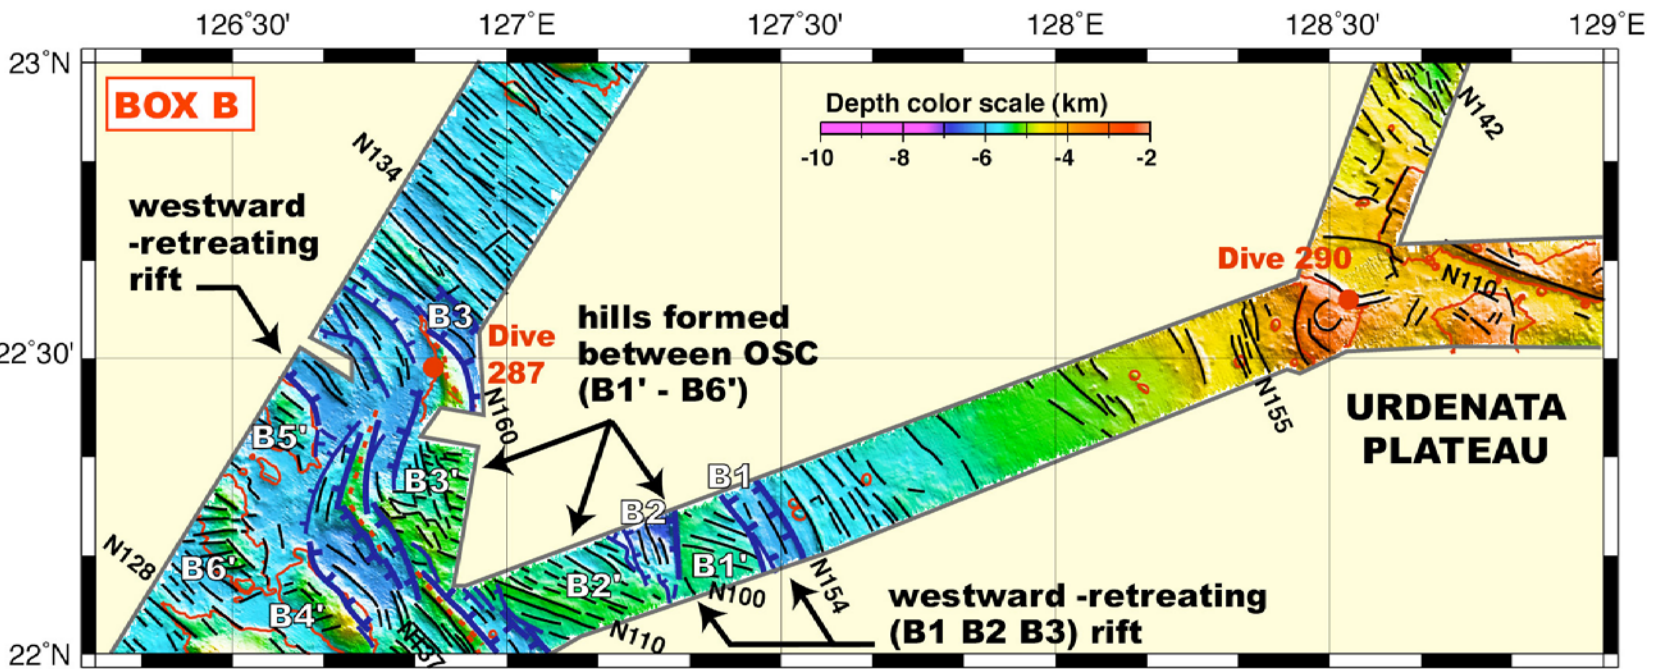 126˚30' 127˚E 127˚30' 128˚E 128˚30' 129˚E
23˚N
BOX B
Depth color scale (km)
-10 -8 -6 -4 -2
N142
N134
westward
-retreating
rift
Dive 290
N110
B3
Dive
287
hills formed
between OSC
(B1' - B6')
22˚30'
N160
N155
URDENATA
PLATEAU
B5'
B3'
B1
B2
N128
B6'
B2'
B1'
N100
N154
B4'
N137
N110
westward -retreating
(B1 B2 B3) rift
22˚N